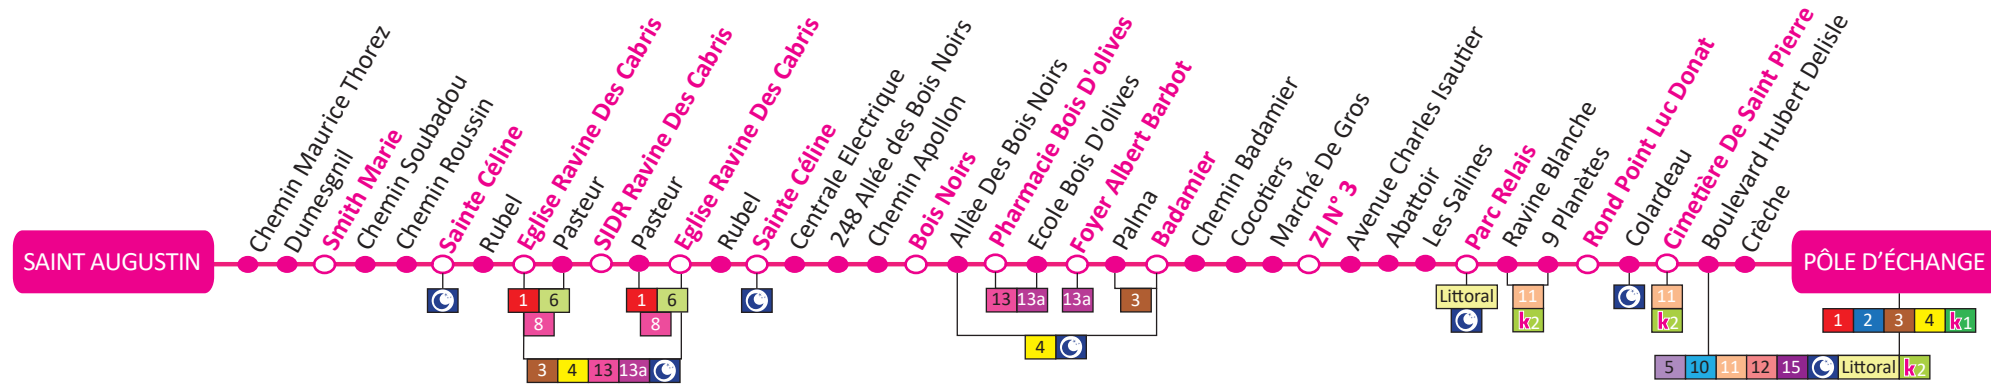 SAINT AUGUSTIN
Chemin Maurice Thorez
Dumesgnil
Smith Marie
Chemin Soubadou
Chemin Roussin
Sainte Céline
Rubel
Eglise Ravine Des Cabris
Pasteur
SIDR Ravine Des Cabris
Pasteur
Eglise Ravine Des Cabris
Rubel
Sainte Céline
Centrale Electrique
248 Allée des Bois Noirs
Chemin Apollon
Bois Noirs
Allèe Des Bois Noirs
Pharmacie Bois D'olives
Ecole Bois D'olives
Foyer Albert Barbot
Palma
Badamier
Chemin Badamier
Cocotiers
Marché De Gros
ZI N° 3
Avenue Charles Isautier
Abattoir
Les Salines
Parc Relais
Ravine Blanche
9 Planètes
Rond Point Luc Donat
Colardeau
Cimetière De Saint Pierre
Boulevard Hubert Delisle
Crèche
PÔLE D'ÉCHANGE
1 6
8
1 6
8
3 4 13 13a
13 13a
13a
3
4
Littoral
11
k2
11
k2
1 2 3 4 k1
5 10 11 12 15 Littoral k2